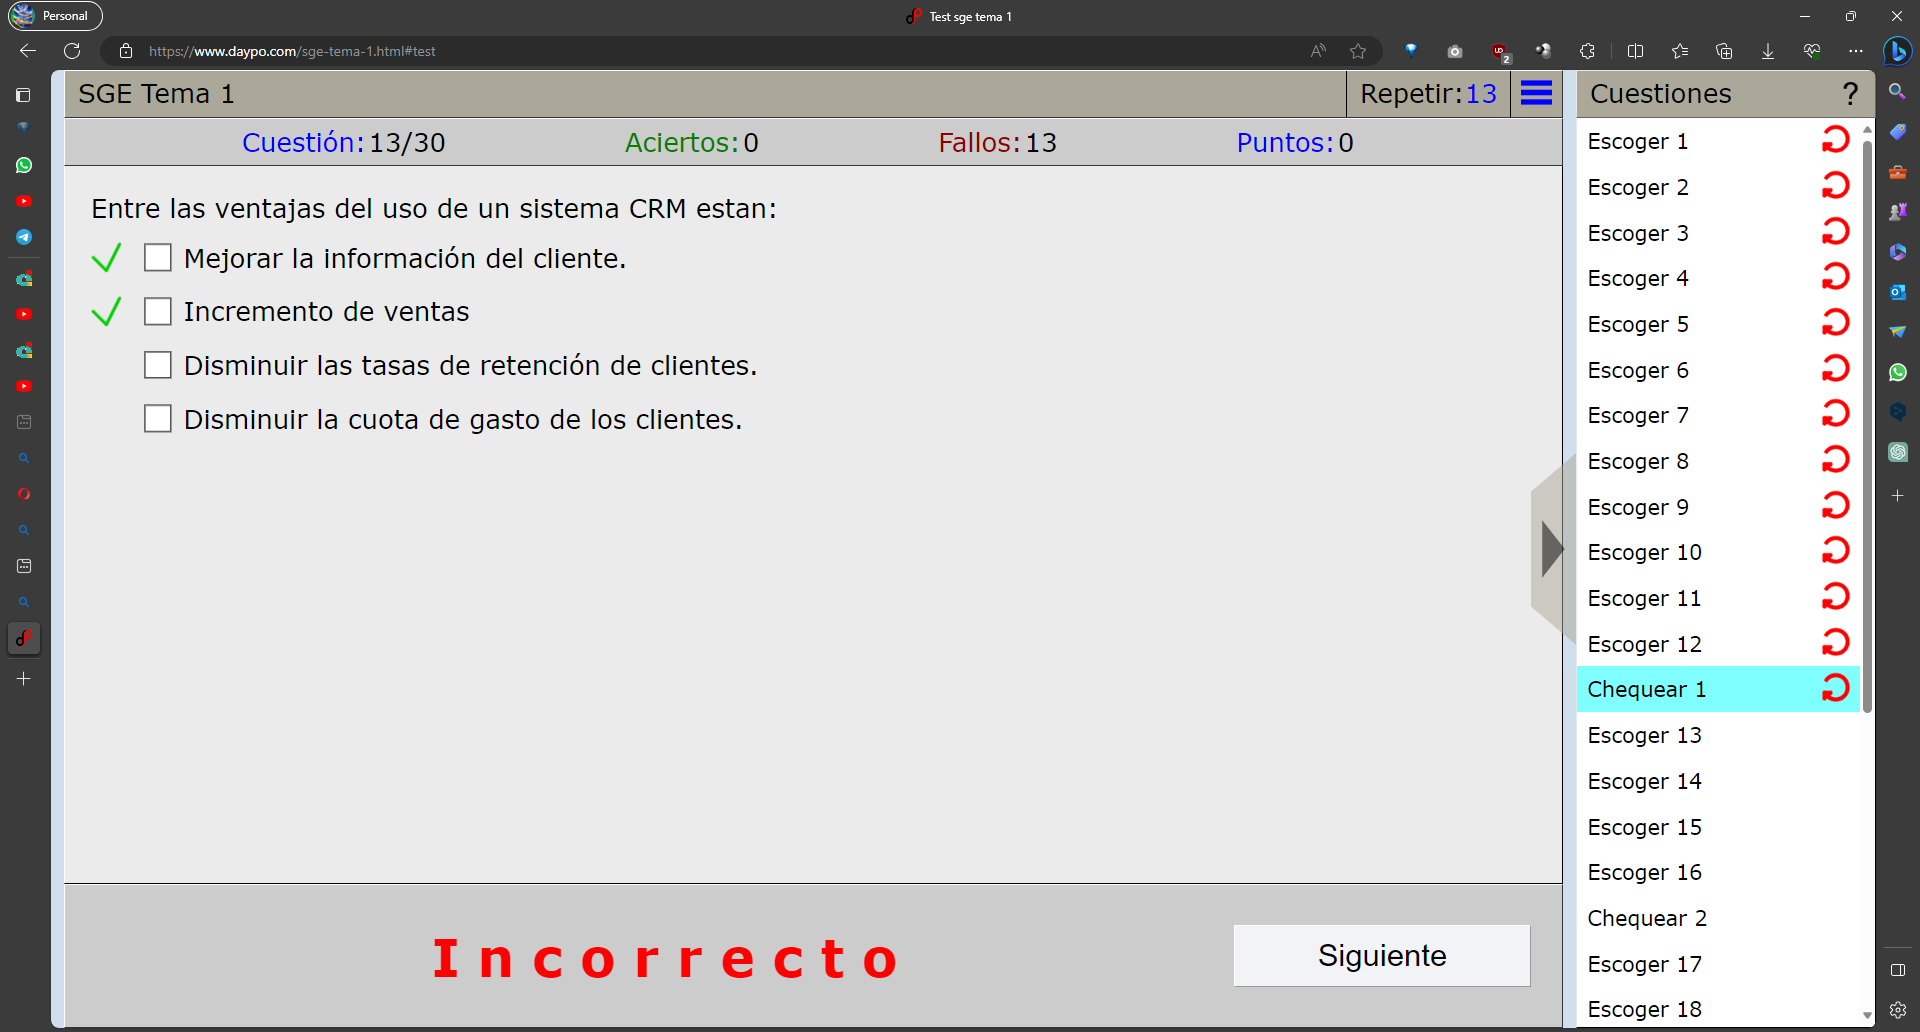 Personal
Test sge tema 1
https://www.daypo.com/sge-tema-1.html#test
2
SGE Tema 1
Repetir:13
Cuestiones
?
Cuestión:13/30
Aciertos:0
Fallos:13
Puntos:0
Entre las ventajas del uso de un sistema CRM estan:
Mejorar la información del cliente.
Incremento de ventas
Disminuir las tasas de retención de clientes.
Disminuir la cuota de gasto de los clientes.
Incorrecto
Siguiente
Escoger 1
Escoger 2
Escoger 3
Escoger 4
Escoger 5
Escoger 6
Escoger 7
Escoger 8
Escoger 9
Escoger 10
Escoger 11
Escoger 12
Chequear 1
Escoger 13
Escoger 14
Escoger 15
Escoger 16
Chequear 2
Escoger 17
Escoger 18